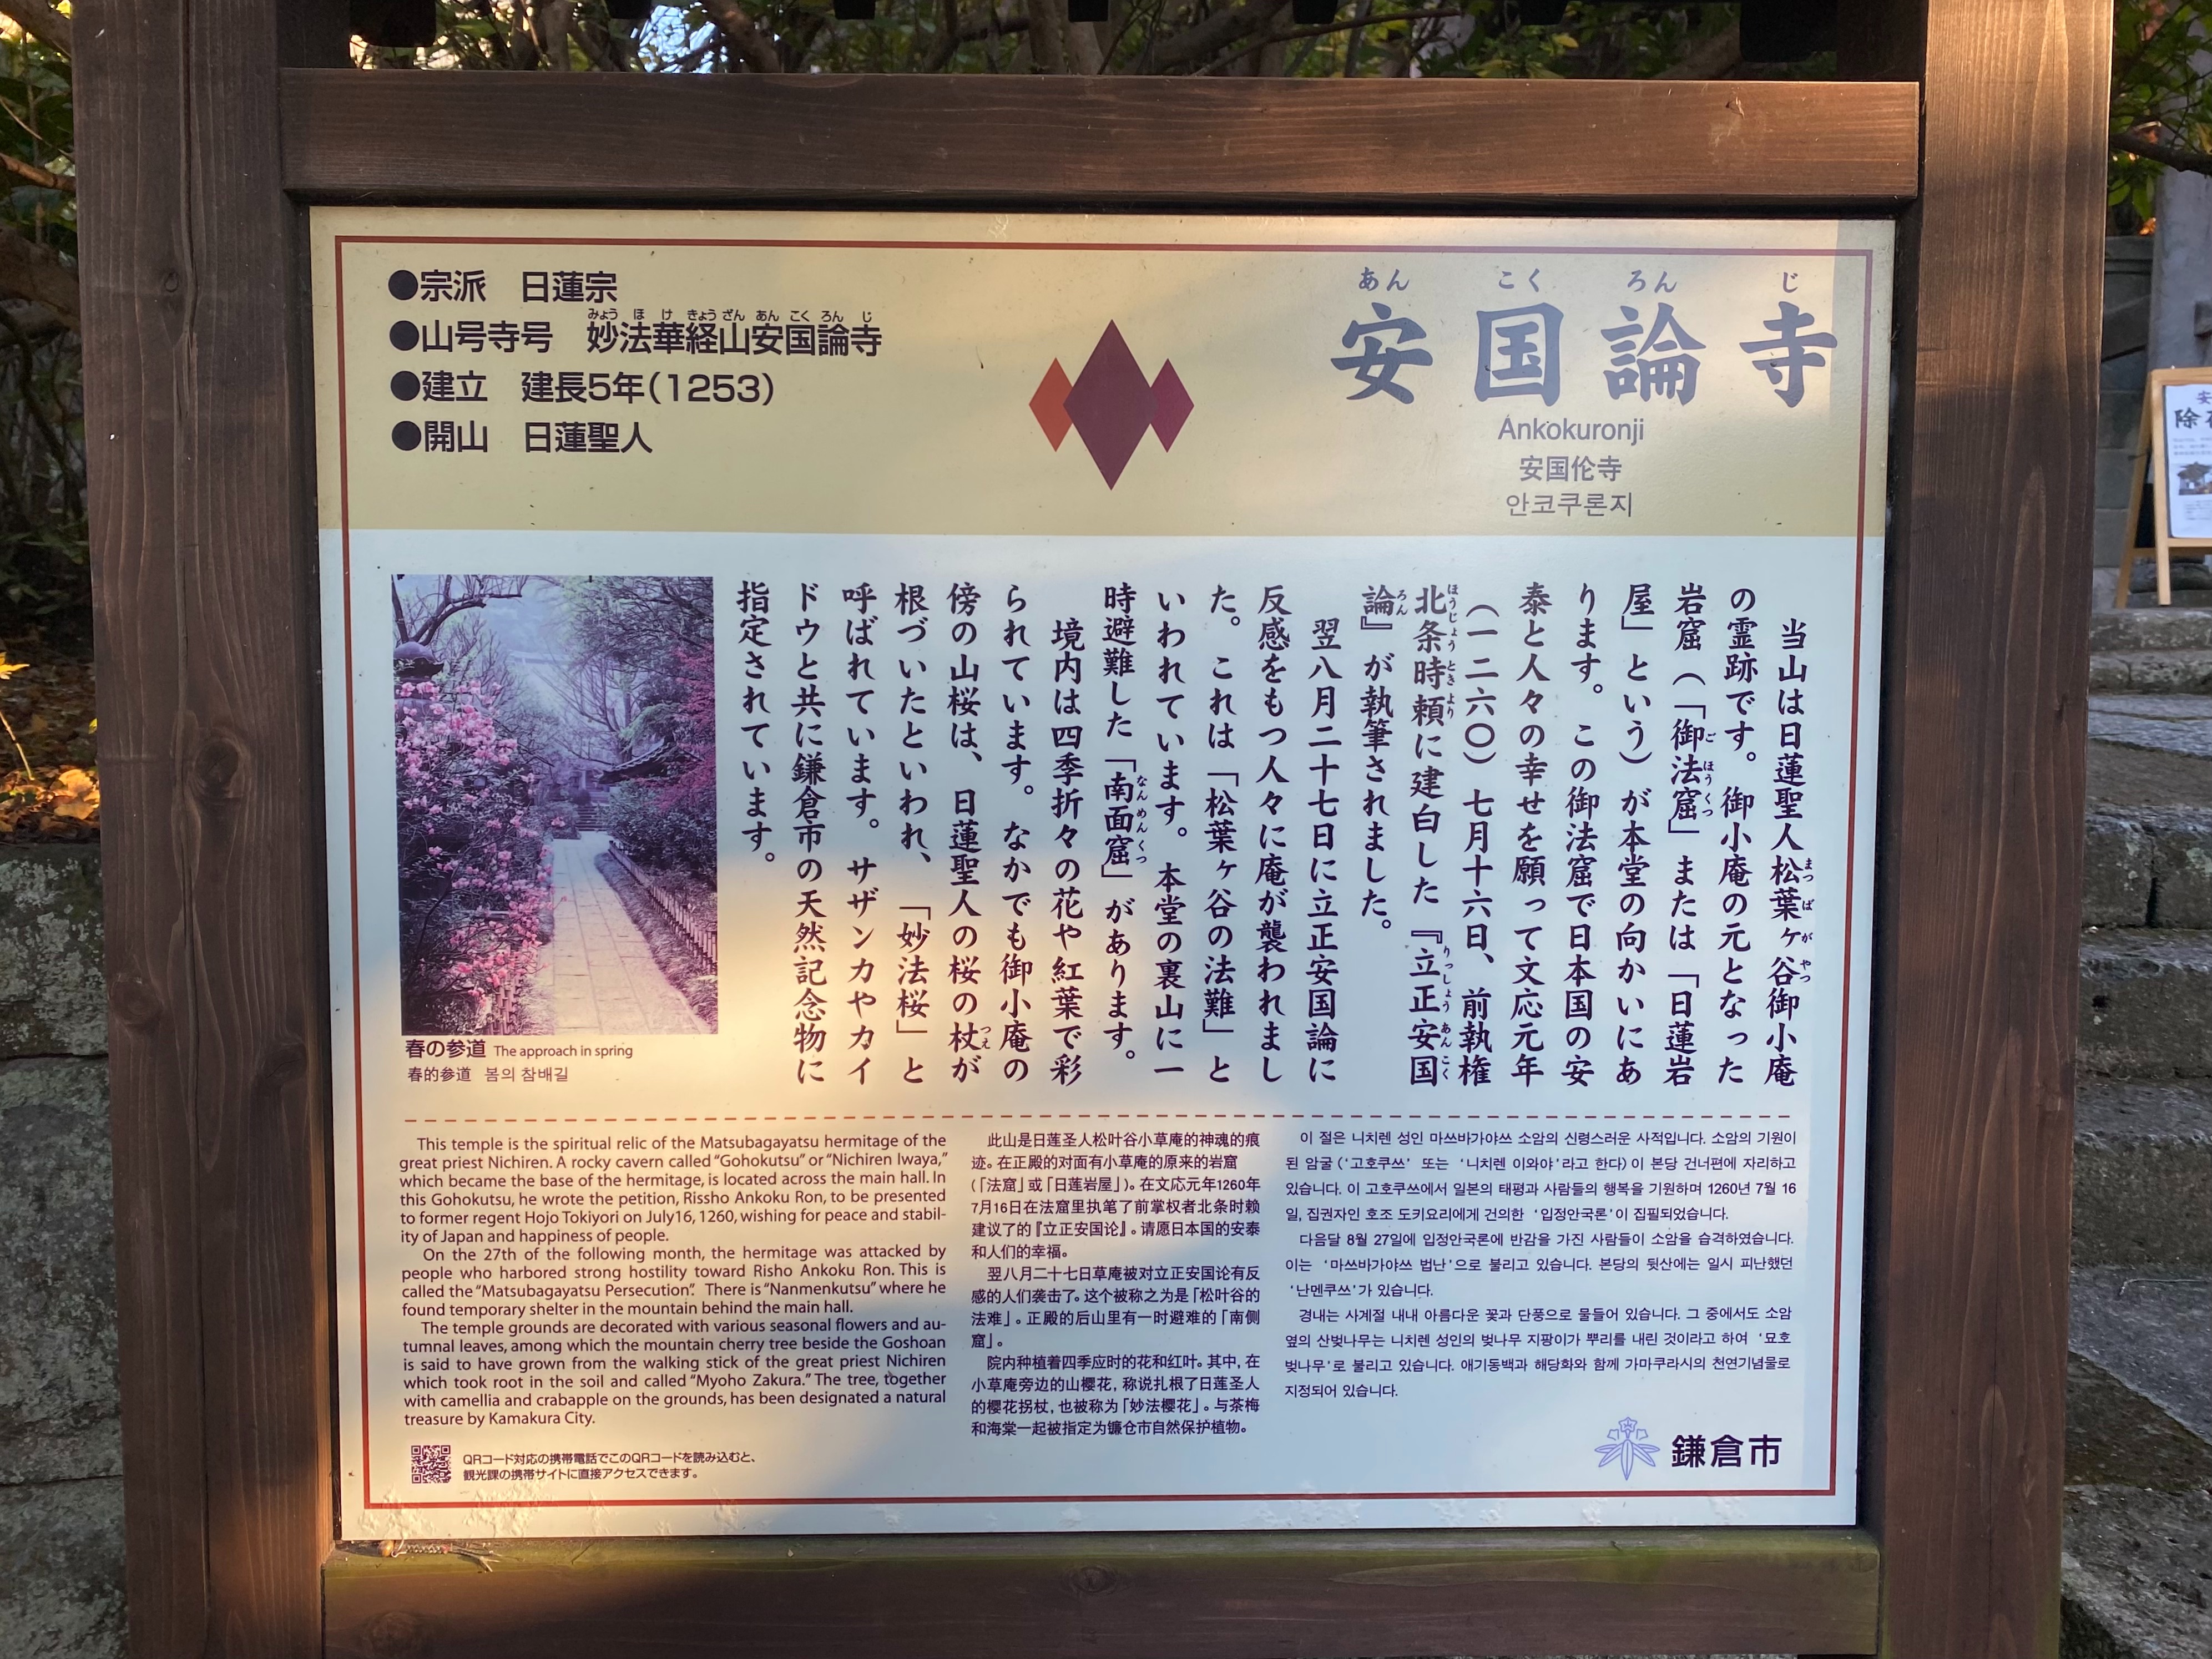 ●宗派　日蓮宗
●山号寺号　妙法華経山安国論寺
みょう ほ け きょう ざん あん こく ろん じ
●建立　建長5年(1253)
●開山　日蓮聖人
あん こく ろん じ
安国論寺
Ankokuronji
安国伦寺
안코쿠론지
当山は日蓮聖人松葉ヶ谷御小庵
の霊跡です。御小庵の元となった
岩窟（「御法窟」または「日蓮岩
屋」という）が本堂の向かいにあ
ります。この御法窟で日本国の安
泰と人々の幸せを願って文応元年
（一二六〇）七月十六日、前執権
北条時頼に建白した『立正安国
論』が執筆されました。
翌八月二十七日に立正安国論に
反感をもつ人々に庵が襲われまし
た。これは「松葉ヶ谷の法難」と
いわれています。本堂の裏山に一
時避難した「南面窟」があります。
境内は四季折々の花や紅葉で彩
られています。なかでも御小庵の
傍の山桜は、日蓮聖人の桜の杖が
根づいたといわれ、「妙法桜」と
呼ばれています。サザンカやカイ
ドウと共に鎌倉市の天然記念物に
指定されています。
春の参道 The approach in spring
春的参道 봄의 참배길
This temple is the spiritual relic of the Matsubagayatsu hermitage of the
great priest Nichiren. A rocky cavern called “Gohokutsu” or “Nichiren Iwaya,”
which became the base of the hermitage, is located across the main hall. In
this Gohokutsu, he wrote the petition, Rissho Ankoku Ron, to be presented
to former regent Hojo Tokiyori on July16, 1260, wishing for peace and stabil-
ity of Japan and happiness of people.
On the 27th of the following month, the hermitage was attacked by
people who harbored strong hostility toward Risho Ankoku Ron. This is
called the “Matsubagayatsu Persecution”. There is “Nanmenkutsu” where he
found temporary shelter in the mountain behind the main hall.
The temple grounds are decorated with various seasonal flowers and au-
tumnal leaves, among which the mountain cherry tree beside the Goshoan
is said to have grown from the walking stick of the great priest Nichiren
which took root in the soil and called “Myoho Zakura.” The tree, together
with camellia and crabapple on the grounds, has been designated a natural
treasure by Kamakura City.
此山是日莲圣人松叶谷小草庵的神魂的痕
迹。在正殿的对面有小草庵的原来的岩窟
（「法窟」或「日莲岩屋」）。在文応元年1260年
7月16日在法窟里执笔了前掌权者北条时赖
建议了的『立正安国论』。请愿日本国的安泰
和人们的幸福。
翌八月二十七日草庵被对立正安国论有反
感的人们袭击了。这个被称之为是「松叶谷的
法难」。正殿的后山里有一时避难的「南侧
窟」。
院内种植着四季应时的花和红叶。其中，在
小草庵旁边的山樱花，称说扎根了日莲圣人
的樱花拐杖，也被称为「妙法樱花」。与茶梅
和海棠一起被指定为镰仓市自然保护植物。
이 절은 니치렌 성인 마쓰바가야쓰 소암의 신령스러운 사적입니다. 소암의 기원이
된 암굴 (‘고호쿠쓰’ 또는 ‘니치렌 이와야’라고 한다)이 본당 건너편에 자리하고
있습니다. 이 고호쿠쓰에서 일본의 태평과 사람들의 행복을 기원하며 1260년 7월 16
일, 집권자인 호조 도키요리에게 건의한 ‘입정안국론’이 집필되었습니다.
다음달 8월 27일에 입정안국론에 반감을 가진 사람들이 소암을 습격하였습니다.
이는 ‘마쓰바가야쓰 법난’으로 불리고 있습니다. 본당의 뒷산에는 일시 피난했던
‘난멘쿠쓰’가 있습니다.
경내는 사계절 내내 아름다운 꽃과 단풍으로 물들어 있습니다. 그 중에서도 소암
옆의 산벚나무는 니치렌 성인의 벚나무 지팡이가 뿌리를 내린 것이라고 하여 ‘묘호
벚나무’로 불리고 있습니다. 애기동백과 해당화와 함께 가마쿠라시의 천연기념물로
지정되어 있습니다.
QRコード対応の携帯電話でこのQRコードを読み込むと、
観光課の携帯サイトに直接アクセスできます。
鎌倉市